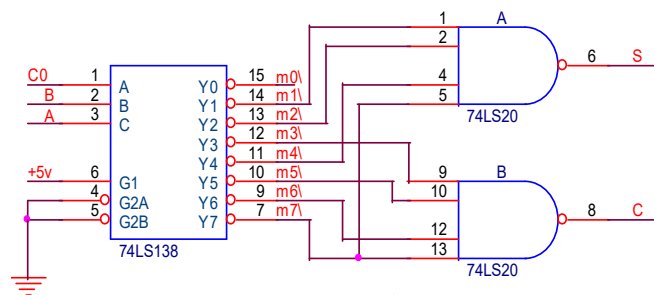 1 A
2 6 S
4
5
74LS20
C0 1 A Y0 15 m0\
B 2 B Y1 14 m1\
A 3 C Y2 13 m2\
Y3 12 m3\
Y4 11 m4\
+5v 6 G1 Y5 10 m5\
4 G2A Y6 9 m6\
5 G2B Y7 7 m7\
74LS138
9 B
10 8 C
12
13
74LS20